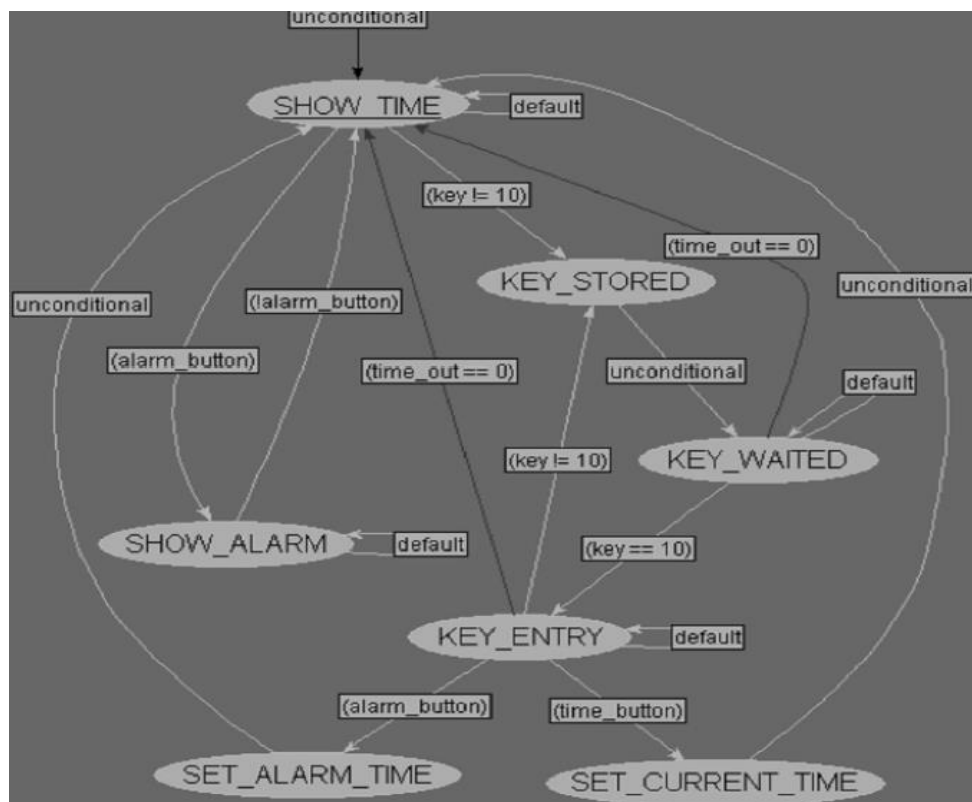 unconditional
SHOW_TIME
default
(key != 10)
(time_out == 0)
KEY_STORED
unconditional
(!alarm_button)
unconditional
(alarm_button)
(time_out == 0)
unconditional
default
(key != 10)
KEY_WAITED
SHOW_ALARM
default
(key == 10)
KEY_ENTRY
default
(alarm_button)
(time_button)
SET_ALARM_TIME
SET_CURRENT_TIME